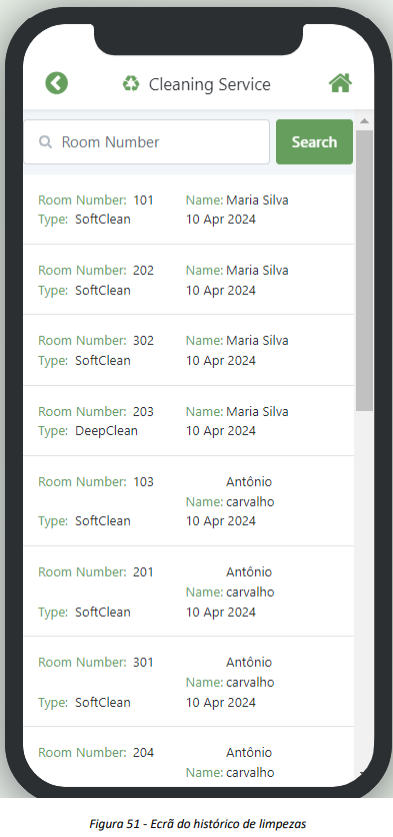 Cleaning Service
Room Number
Search
Room Number: 101 Name: Maria Silva
Type: SoftClean 10 Apr 2024
Room Number: 202 Name: Maria Silva
Type: SoftClean 10 Apr 2024
Room Number: 302 Name: Maria Silva
Type: SoftClean 10 Apr 2024
Room Number: 203 Name: Maria Silva
Type: DeepClean 10 Apr 2024
Room Number: 103 Antônio
Name: carvalho
Type: SoftClean 10 Apr 2024
Room Number: 201 Antônio
Name: carvalho
Type: SoftClean 10 Apr 2024
Room Number: 301 Antônio
Name: carvalho
Type: SoftClean 10 Apr 2024
Room Number: 204 Antônio
Name: carvalho
Figura 51 - Ecrã do histórico de limpezas